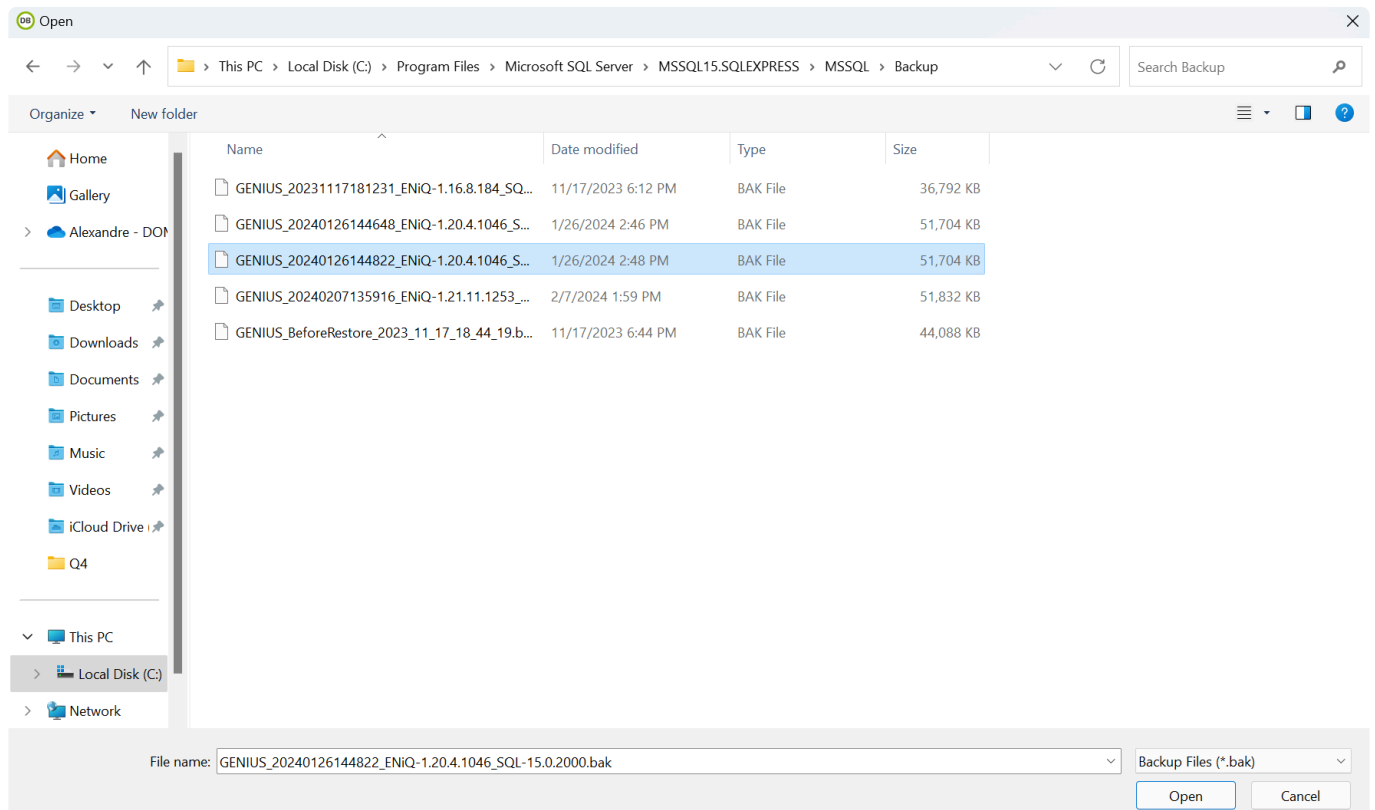 DB Open
This PC > Local Disk (C:) > Program Files > Microsoft SQL Server > MSSQL15.SQLEXPRESS > MSSQL > Backup
Search Backup
Organize
New folder
?
Home
Gallery
Alexandre - DOM
Desktop
Downloads
Documents
Pictures
Music
Videos
iCloud Drive (
Q4
This PC
Local Disk (C:)
Network
Name Date modified Type Size
GENIUS_20231117181231_ENiQ-1.16.8.184_SQ... 11/17/2023 6:12 PM BAK File 36,792 KB
GENIUS_20240126144648_ENiQ-1.20.4.1046_S... 1/26/2024 2:46 PM BAK File 51,704 KB
GENIUS_20240126144822_ENiQ-1.20.4.1046_S... 1/26/2024 2:48 PM BAK File 51,704 KB
GENIUS_20240207135916_ENiQ-1.21.11.1253_... 2/7/2024 1:59 PM BAK File 51,832 KB
GENIUS_BeforeRestore_2023_11_17_18_44_19.b... 11/17/2023 6:44 PM BAK File 44,088 KB
File name: GENIUS_20240126144822_ENiQ-1.20.4.1046_SQL-15.0.2000.bak
Backup Files (*.bak)
Open
Cancel